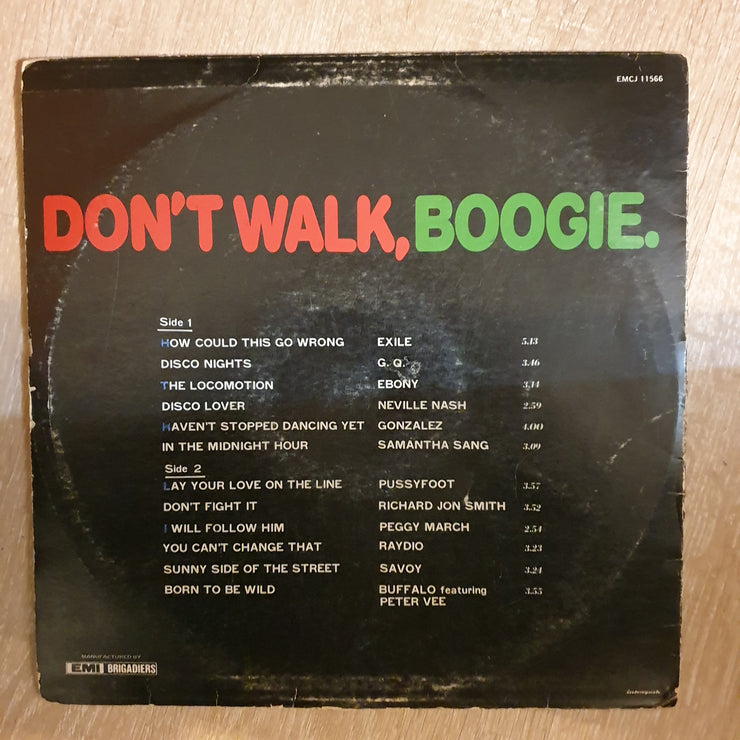 EMCJ 11566
DON'T WALK, BOOGIE.
Side 1
HOW COULD THIS GO WRONG EXILE 5.13
DISCO NIGHTS G. Q. 3.46
THE LOCOMOTION EBONY 3.14
DISCO LOVER NEVILLE NASH 2.59
HAVEN'T STOPPED DANCING YET GONZALEZ 4.00
IN THE MIDNIGHT HOUR SAMANTHA SANG 3.09
Side 2
LAY YOUR LOVE ON THE LINE PUSSYFOOT 3.57
DON'T FIGHT IT RICHARD JON SMITH 3.52
I WILL FOLLOW HIM PEGGY MARCH 2.54
YOU CAN'T CHANGE THAT RAYDIO 3.23
SUNNY SIDE OF THE STREET SAVOY 3.24
BORN TO BE WILD BUFFALO featuring 3.55
PETER VEE
MANUFACTURED BY
EMI BRIGADIERS